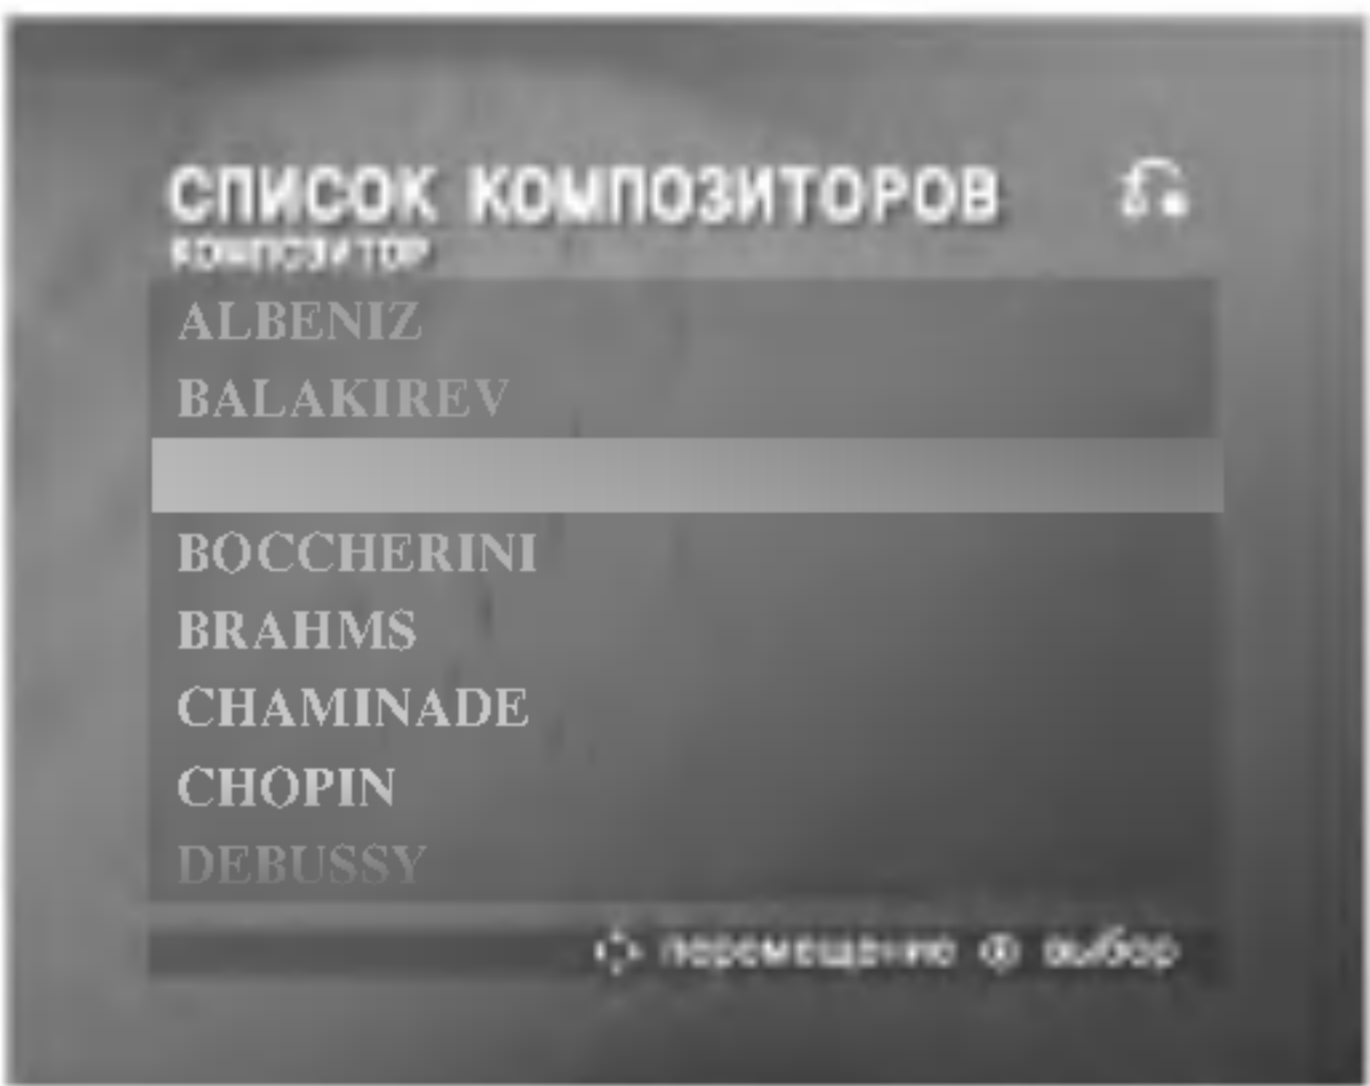 СПИСОК КОМПОЗИТОРОВ
КОМПОЗИТОР
ALBENIZ
BALAKIREV
BOCCHERINI
BRAHMS
CHAMINADE
CHOPIN
DEBUSSY
перемещение выбор